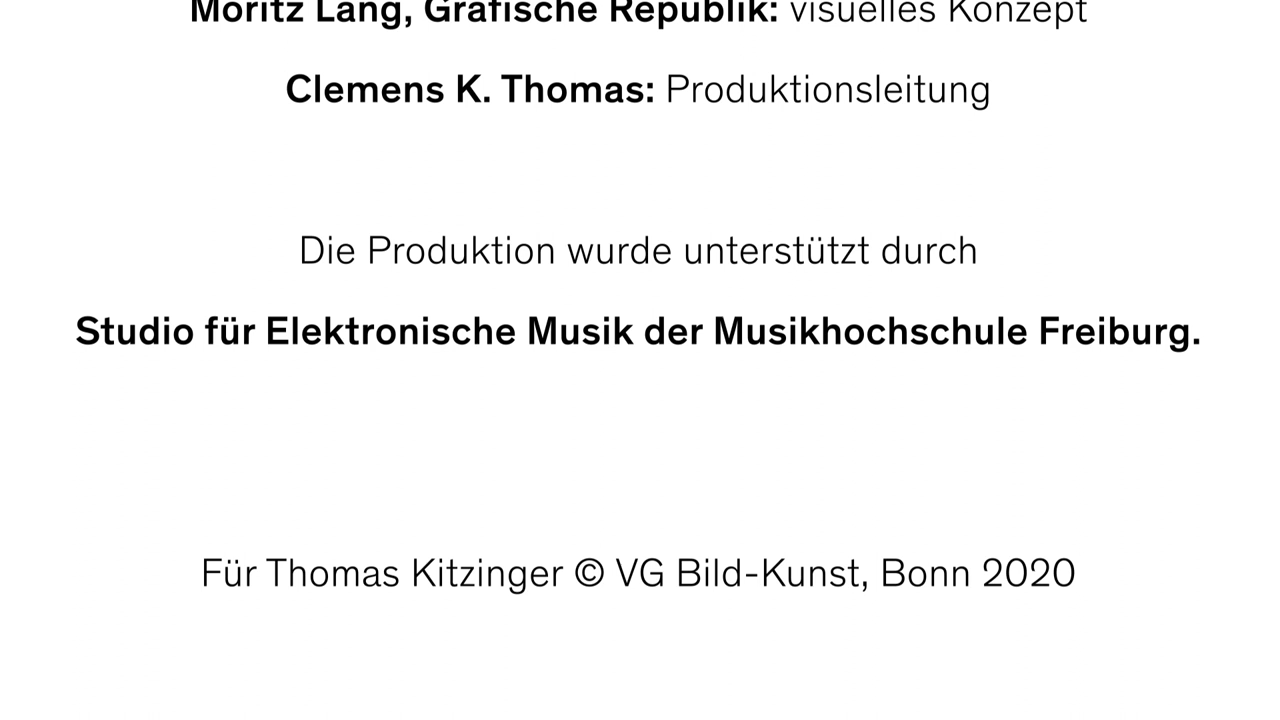 Moritz Lang, Grafische Republik: visuelles Konzept
Clemens K. Thomas: Produktionsleitung
Die Produktion wurde unterstützt durch
Studio für Elektronische Musik der Musikhochschule Freiburg.
Für Thomas Kitzinger © VG Bild-Kunst, Bonn 2020